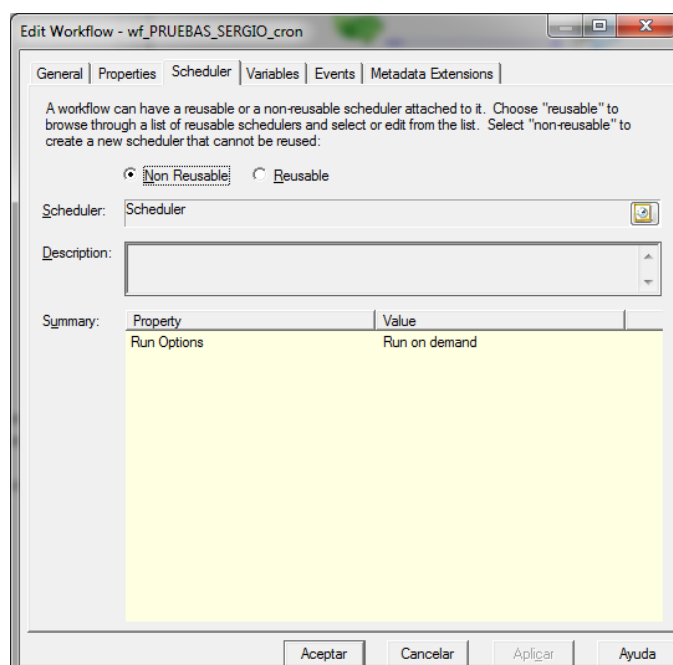 Edit Workflow - wf_PRUEBAS_SERGIO_cron
General Properties Scheduler Variables Events Metadata Extensions
A workflow can have a reusable or a non-reusable scheduler attached to it. Choose "reusable" to
browse through a list of reusable schedulers and select or edit from the list. Select "non-reusable" to
create a new scheduler that cannot be reused:
Non Reusable Reusable
Scheduler: Scheduler
Description:
Summary: Property Value
Run Options Run on demand
Aceptar Cancelar Aplicar Ayuda